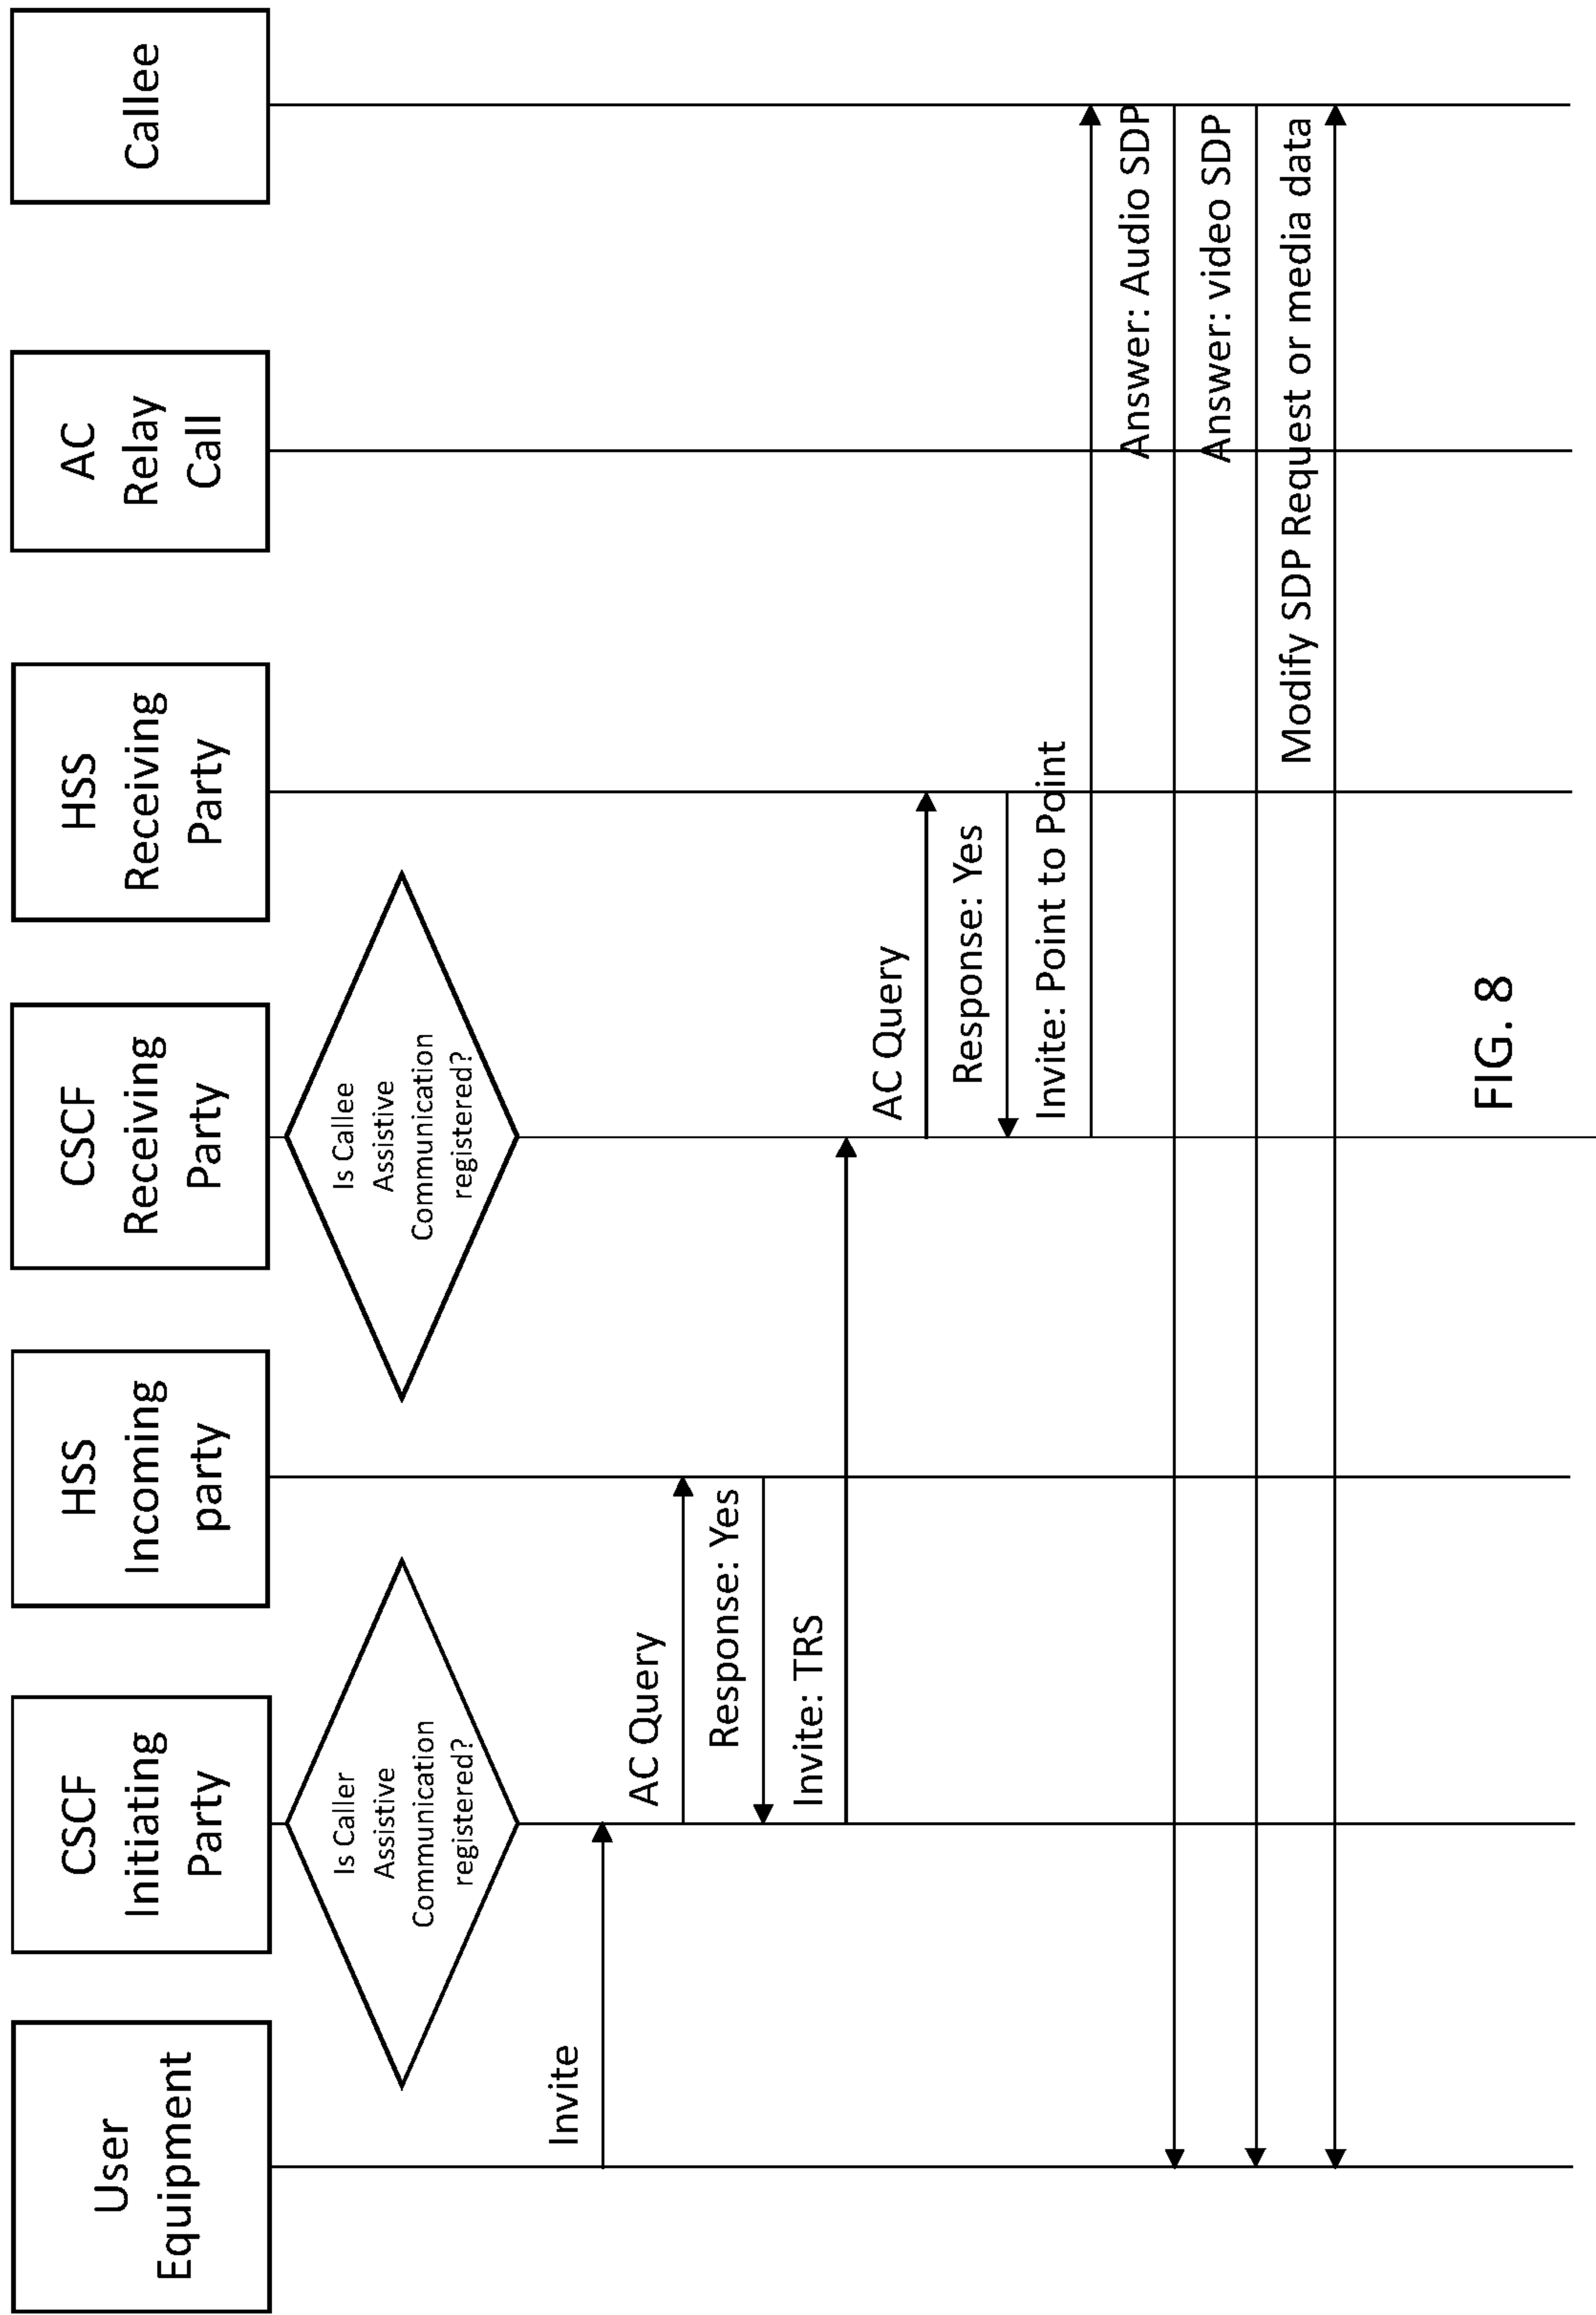 User
Equipment
CSCF
Initiating
Party
HSS
Incoming
party
CSCF
Receiving
Party
HSS
Receiving
Party
AC
Relay
Call
Callee
Is Caller
Assistive
Communication
registered?
Is Callee
Assistive
Communication
registered?
Invite
AC Query
Response: Yes
Invite: TRS
AC Query
Response: Yes
Invite: Point to Point
Answer: Audio SDP
Answer: video SDP
Modify SDP Request or media data
FIG. 8